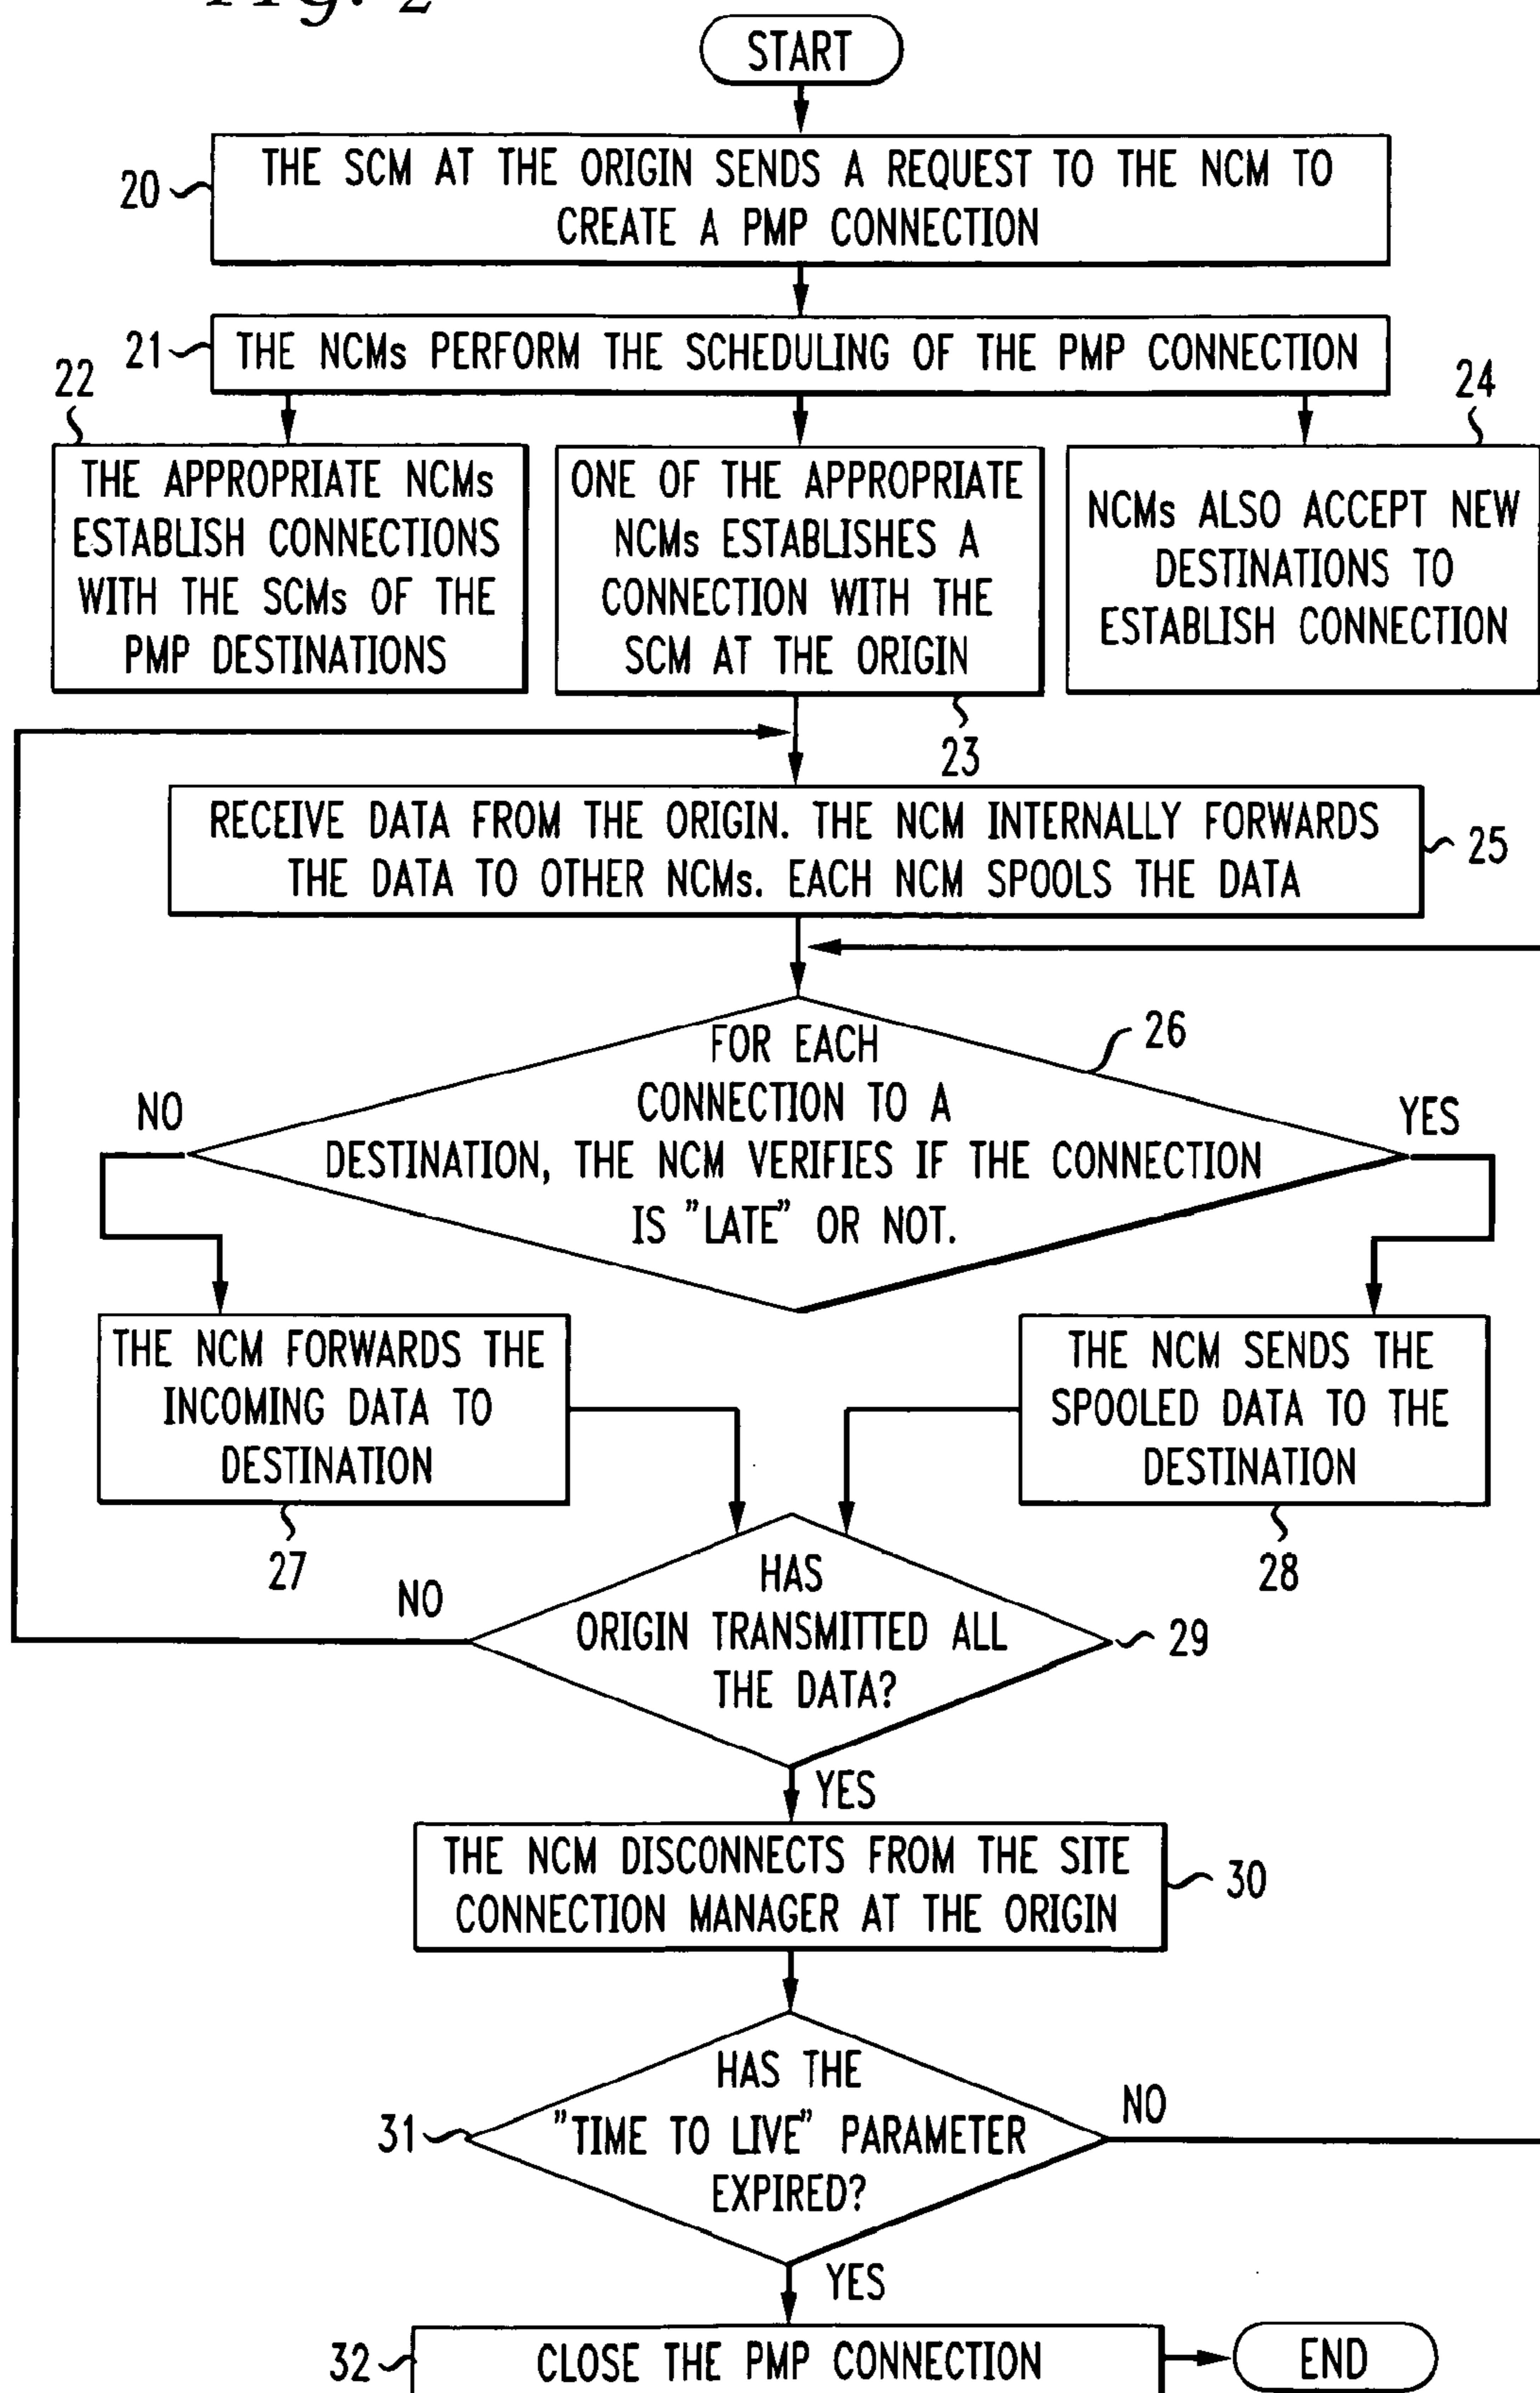 Fig. 2
START
20
THE SCM AT THE ORIGIN SENDS A REQUEST TO THE NCM TO
CREATE A PMP CONNECTION
21
THE NCMs PERFORM THE SCHEDULING OF THE PMP CONNECTION
22
24
THE APPROPRIATE NCMs
ESTABLISH CONNECTIONS
WITH THE SCMs OF THE
PMP DESTINATIONS
ONE OF THE APPROPRIATE
NCMs ESTABLISHES A
CONNECTION WITH THE
SCM AT THE ORIGIN
23
NCMs ALSO ACCEPT NEW
DESTINATIONS TO
ESTABLISH CONNECTION
RECEIVE DATA FROM THE ORIGIN. THE NCM INTERNALLY FORWARDS
THE DATA TO OTHER NCMs. EACH NCM SPOOLS THE DATA
25
26
FOR EACH
CONNECTION TO A
DESTINATION, THE NCM VERIFIES IF THE CONNECTION
IS "LATE" OR NOT.
NO
YES
THE NCM FORWARDS THE
INCOMING DATA TO
DESTINATION
27
THE NCM SENDS THE
SPOOLED DATA TO THE
DESTINATION
28
NO
HAS
ORIGIN TRANSMITTED ALL
THE DATA?
29
YES
THE NCM DISCONNECTS FROM THE SITE
CONNECTION MANAGER AT THE ORIGIN
30
31
HAS THE
"TIME TO LIVE" PARAMETER
EXPIRED?
NO
YES
32
CLOSE THE PMP CONNECTION
END